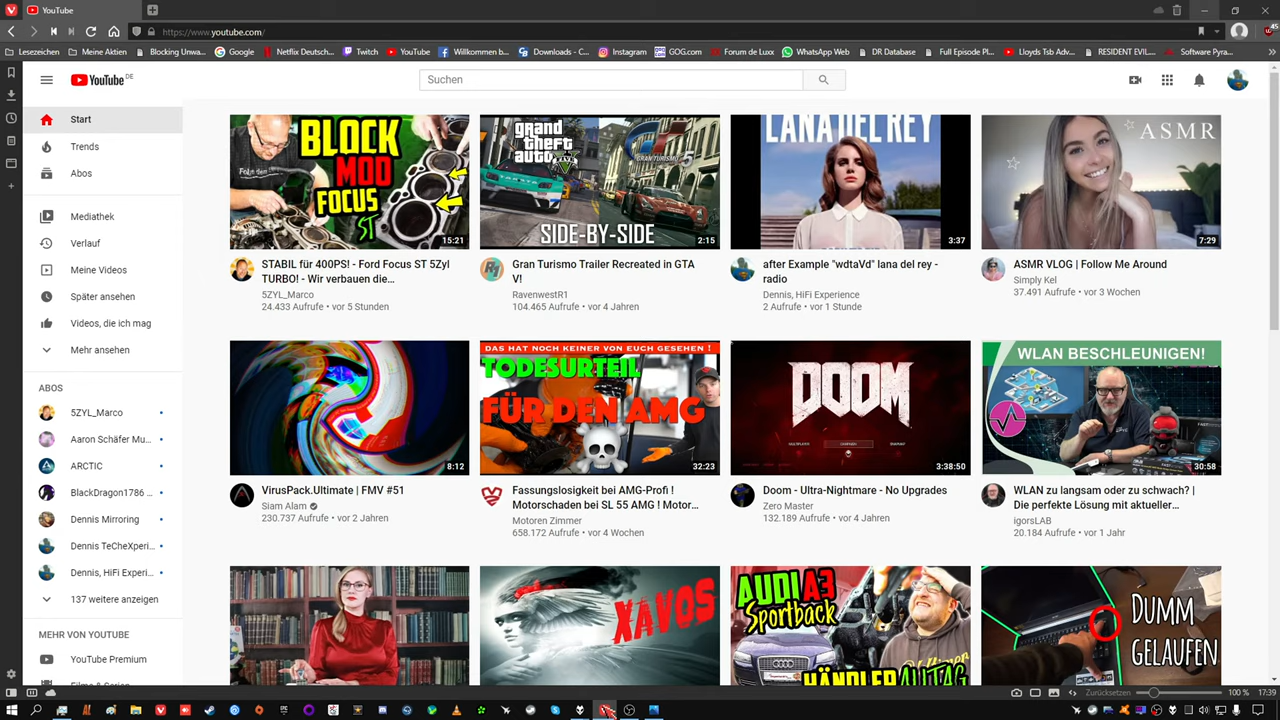 YouTube
https://www.youtube.com/
45
Lesezeichen
Meine Aktien
Blocking Unwa...
Google
Netflix Deutsch...
Twitch
YouTube
Willkommen b...
Downloads - C...
Instagram
GOG.com
Forum de Luxx
WhatsApp Web
DR Database
Full Episode Pl...
Lloyds Tsb Adv...
RESIDENT EVIL...
Software Pyra...
YouTube DE
Suchen
Start
Trends
Abos
Mediathek
Verlauf
Meine Videos
Später ansehen
Videos, die ich mag
Mehr ansehen
ABOS
5ZYL_Marco
Aaron Schäfer Mu...
ARCTIC
BlackDragon1786 ...
Dennis Mirroring
Dennis TeCheXperi...
Dennis, HiFi Experi...
137 weitere anzeigen
MEHR VON YOUTUBE
YouTube Premium
Filme & Serien
BLOCK
MOD
FOCUS
ST
15:21
STABIL für 400PS! - Ford Focus ST 5Zyl
TURBO! - Wir verbauen die...
5ZYL_Marco
24.433 Aufrufe • vor 5 Stunden
grand
theft
auto
V
GRAN TURISMO 5
SIDE-BY-SIDE
2:15
Gran Turismo Trailer Recreated in GTA
V!
RavenwestR1
104.465 Aufrufe • vor 4 Jahren
LANA DEL REY
3:37
after Example "wdtaVd" lana del rey -
radio
Dennis, HiFi Experience
2 Aufrufe • vor 1 Stunde
ASMR
7:29
ASMR VLOG | Follow Me Around
Simply Kel
37.491 Aufrufe • vor 3 Wochen
8:12
VirusPack.Ultimate | FMV #51
Siam Alam
230.737 Aufrufe • vor 2 Jahren
DAS HAT NOCH KEINER VON EUCH GESEHEN !
TODESURTEIL
FÜR DEN AMG
32:23
Fassungslosigkeit bei AMG-Profi !
Motorschaden bei SL 55 AMG ! Motor...
Motoren Zimmer
658.172 Aufrufe • vor 4 Wochen
DOOM
MULTIPLAYER
CAMPAIGN
SNAPMAP
3:38:50
Doom - Ultra-Nightmare - No Upgrades
Zero Master
132.189 Aufrufe • vor 4 Jahren
WLAN BESCHLEUNIGEN!
30:58
WLAN zu langsam oder zu schwach? |
Die perfekte Lösung mit aktueller...
igorsLAB
20.184 Aufrufe • vor 1 Jahr
XAVOS
AUDI A3
Sportback
HÄNDLER
DUMM
GELAUFEN
Zurücksetzen
100 %
17:39